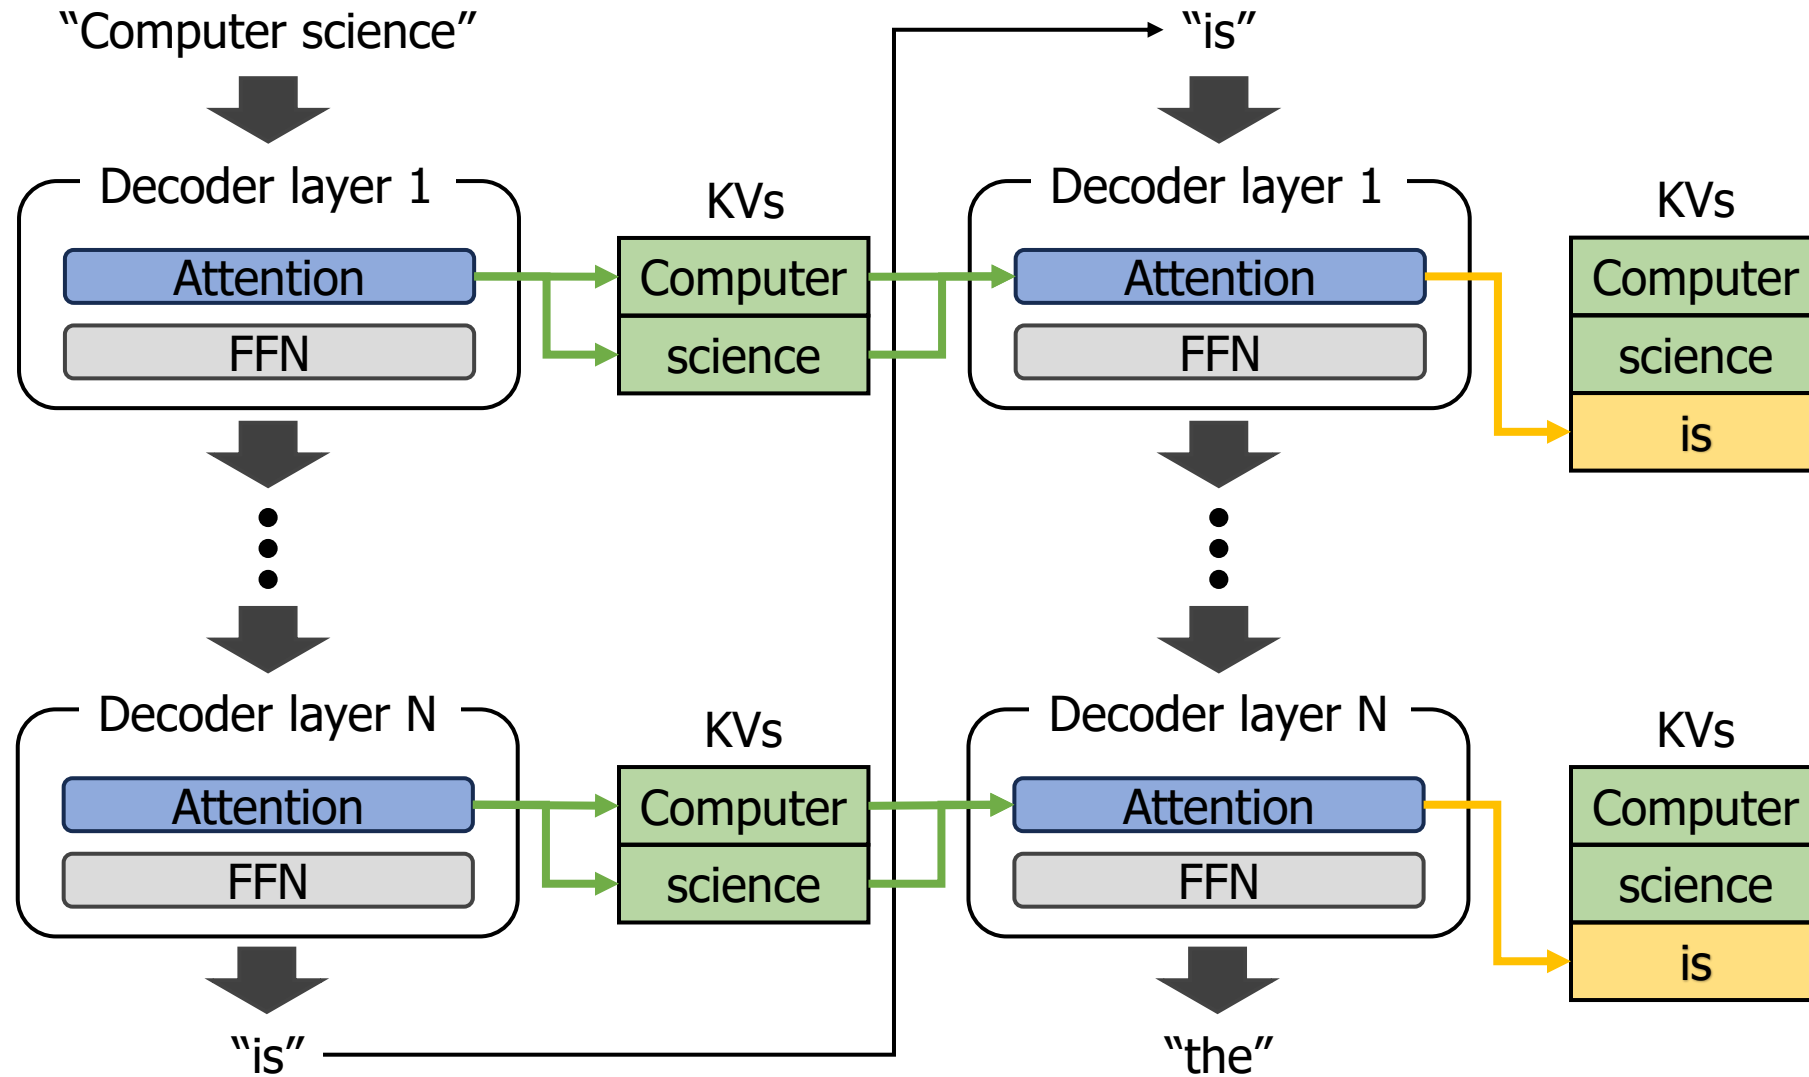 “Computer science”
Decoder layer 1
Attention
FFN
KVs
Computer
science
Decoder layer N
Attention
FFN
KVs
Computer
science
“is”
“is”
Decoder layer 1
Attention
FFN
KVs
Computer
science
is
Decoder layer N
Attention
FFN
KVs
Computer
science
is
“the”